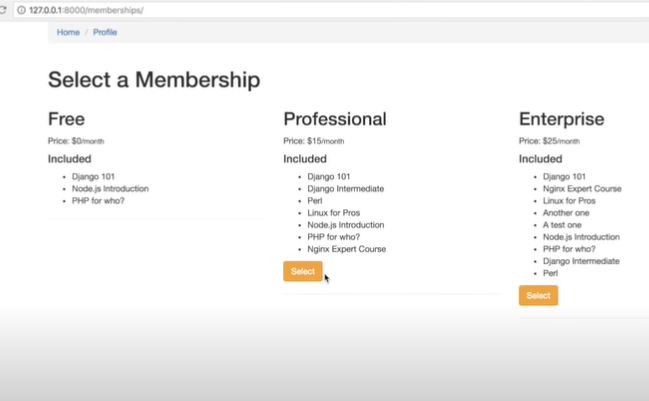 127.0.0.1:8000/memberships/
Home / Profile
Select a Membership
Free
Price: $0/month
Included
Django 101
Node.js Introduction
PHP for who?
Professional
Price: $15/month
Included
Django 101
Django Intermediate
Perl
Linux for Pros
Node.js Introduction
PHP for who?
Nginx Expert Course
Select
Enterprise
Price: $25/month
Included
Django 101
Nginx Expert Course
Linux for Pros
Another one
A test one
Node.js Introduction
PHP for who?
Django Intermediate
Perl
Select